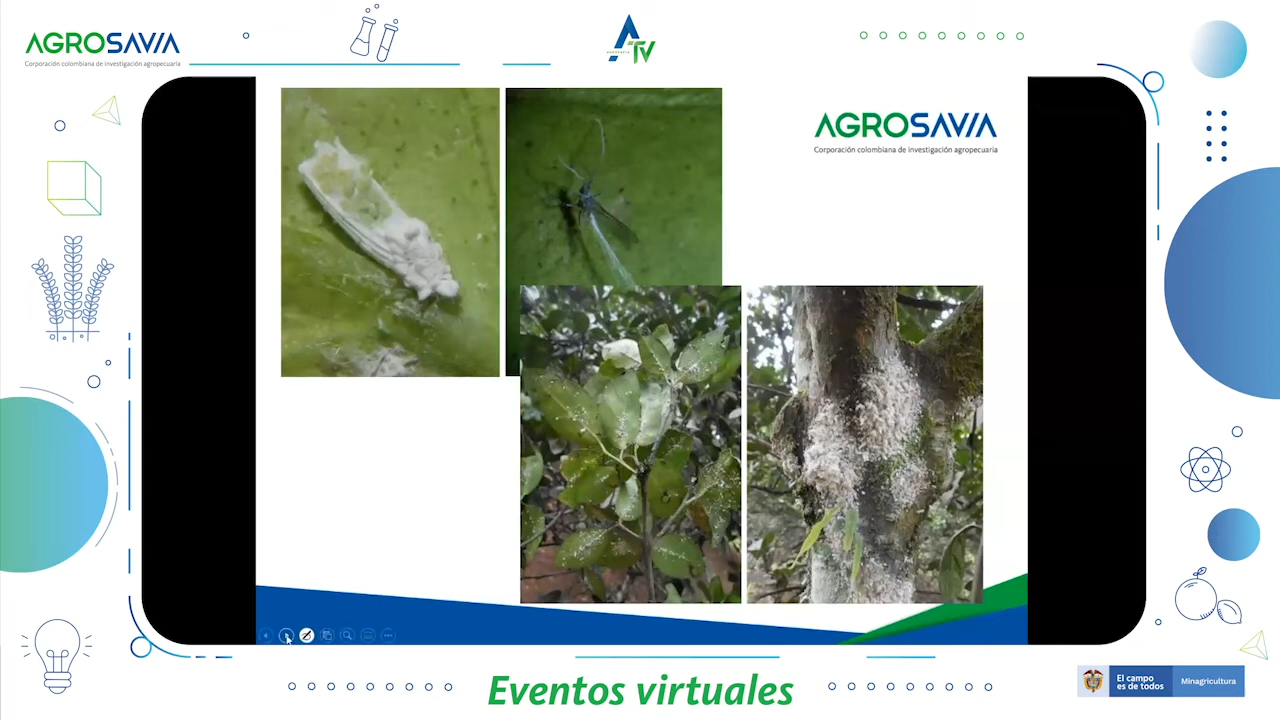 AGROSAVIA
Corporación colombiana de investigación agropecuaria
TV
AGROSAVIA
Corporación colombiana de investigación agropecuaria
Eventos virtuales
El campo
es de todos
Minagricultura